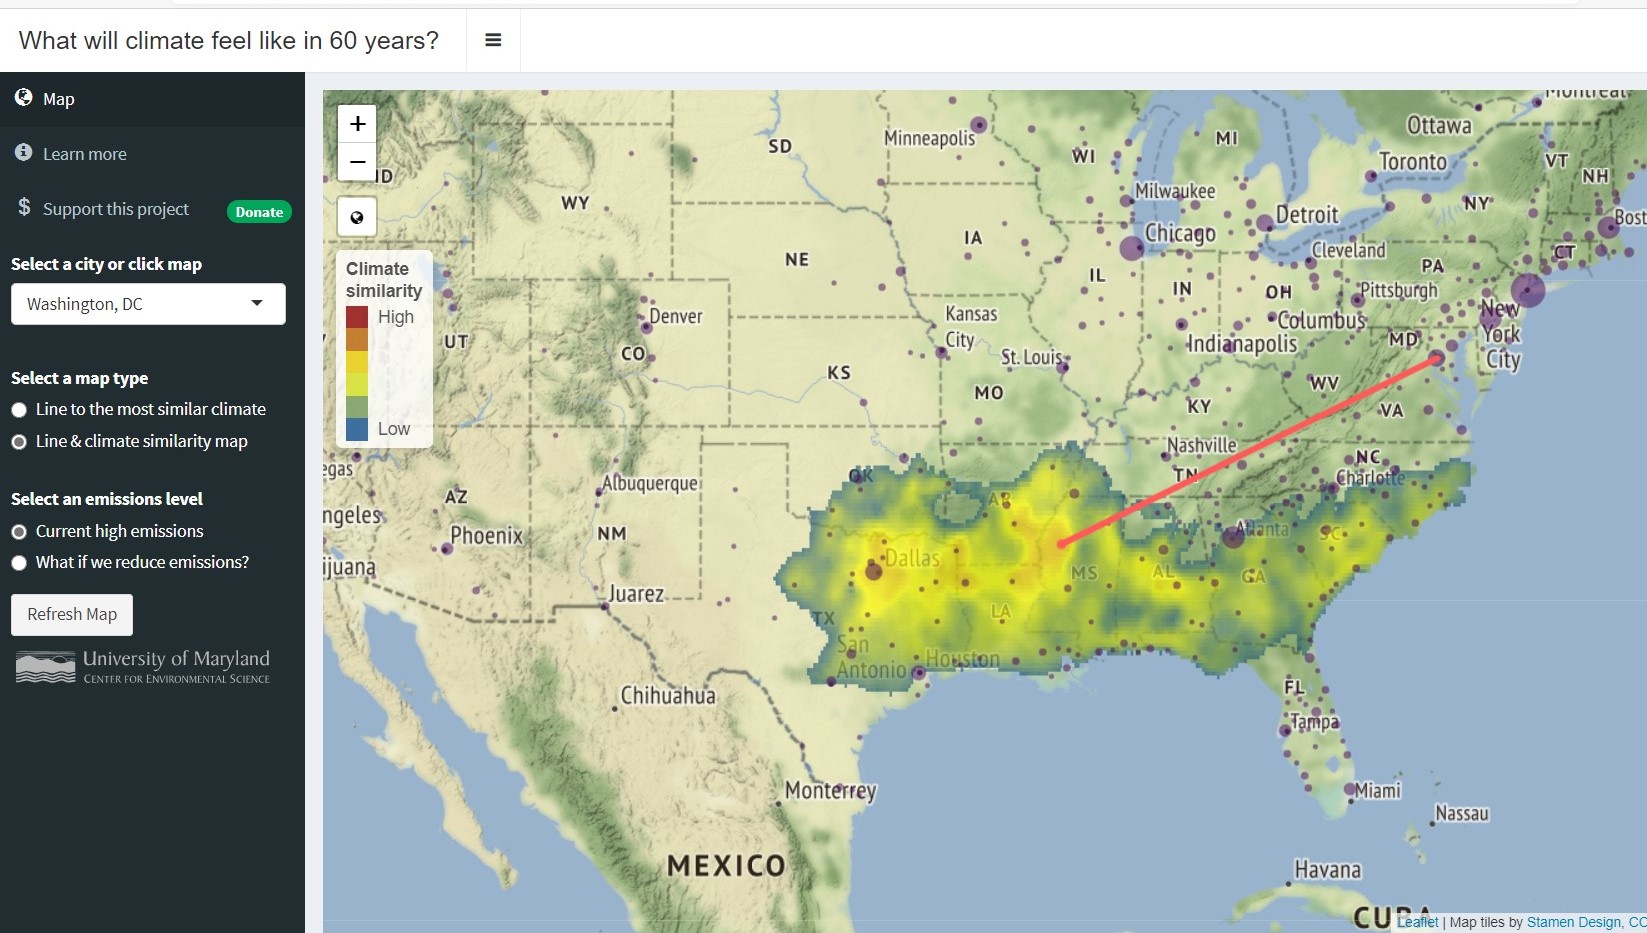 What will climate feel like in 60 years?
Map
Learn more
$ Support this project Donate
Select a city or click map
Washington, DC
Select a map type
Line to the most similar climate
Line & climate similarity map
Select an emissions level
Current high emissions
What if we reduce emissions?
Refresh Map
University of Maryland
CENTER FOR ENVIRONMENTAL SCIENCE
+
−
Climate
similarity
High
Low
Montreal
Ottawa
Minneapolis
SD
MI
WI
Toronto
VT
ID
NH
Milwaukee
WY
NY
Detroit
Bost
Chicago
IA
Cleveland
CT
NE
PA
IL
IN
OH
Pittsburgh
Denver
Kansas
City
Columbus
New
York
City
UT
Indianapolis
MD
CO
St. Louis
KS
WV
MO
KY
VA
Nashville
NC
egas
OK
TN
Charlotte
Albuquerque
AZ
AR
ngeles
Phoenix
NM
Atlanta
SC
Dallas
ijuana
MS
AL
GA
Juarez
LA
TX
San
Antonio
Houston
FL
Chihuahua
Tampa
Monterrey
Miami
Nassau
MEXICO
Havana
CUBA
Leaflet | Map tiles by Stamen Design, CC